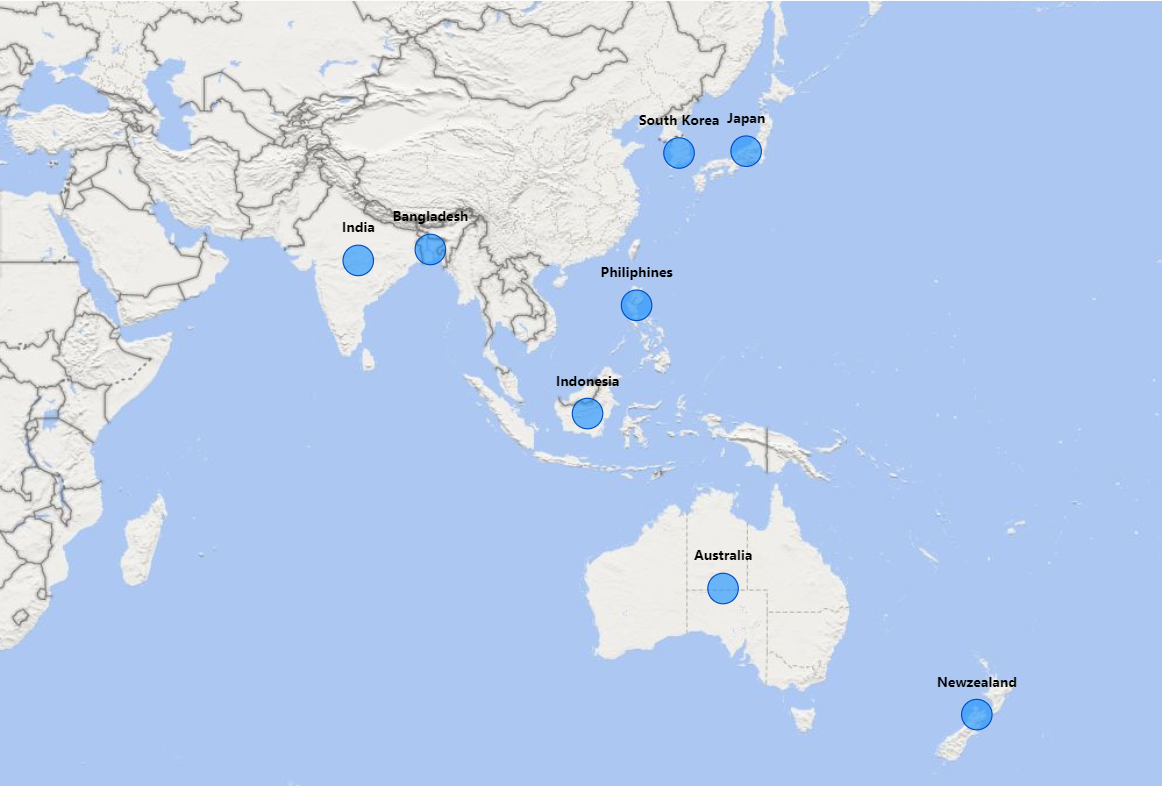 South Korea
Japan
Bangladesh
India
Philiphines
Indonesia
Australia
Newzealand